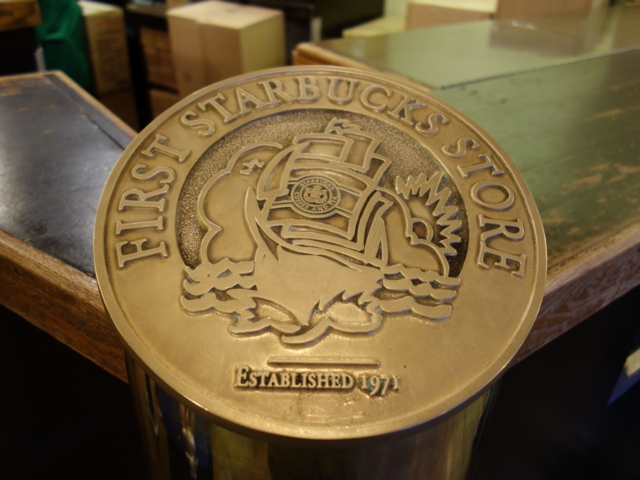 FIRST STARBUCKS STORE
ESTABLISHED 1971